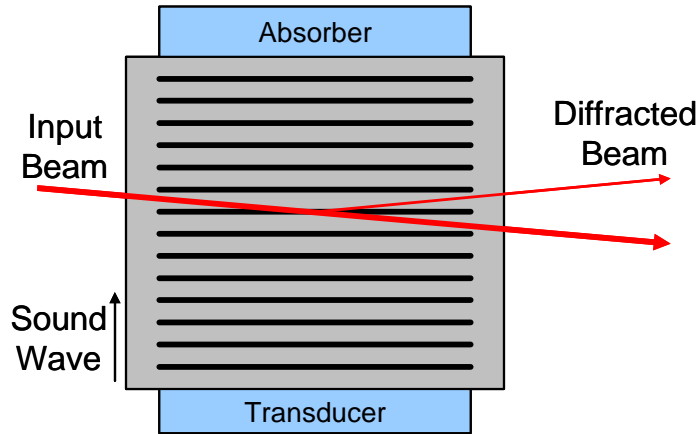 Absorber
Input
Beam
Diffracted
Beam
Sound
Wave
Transducer